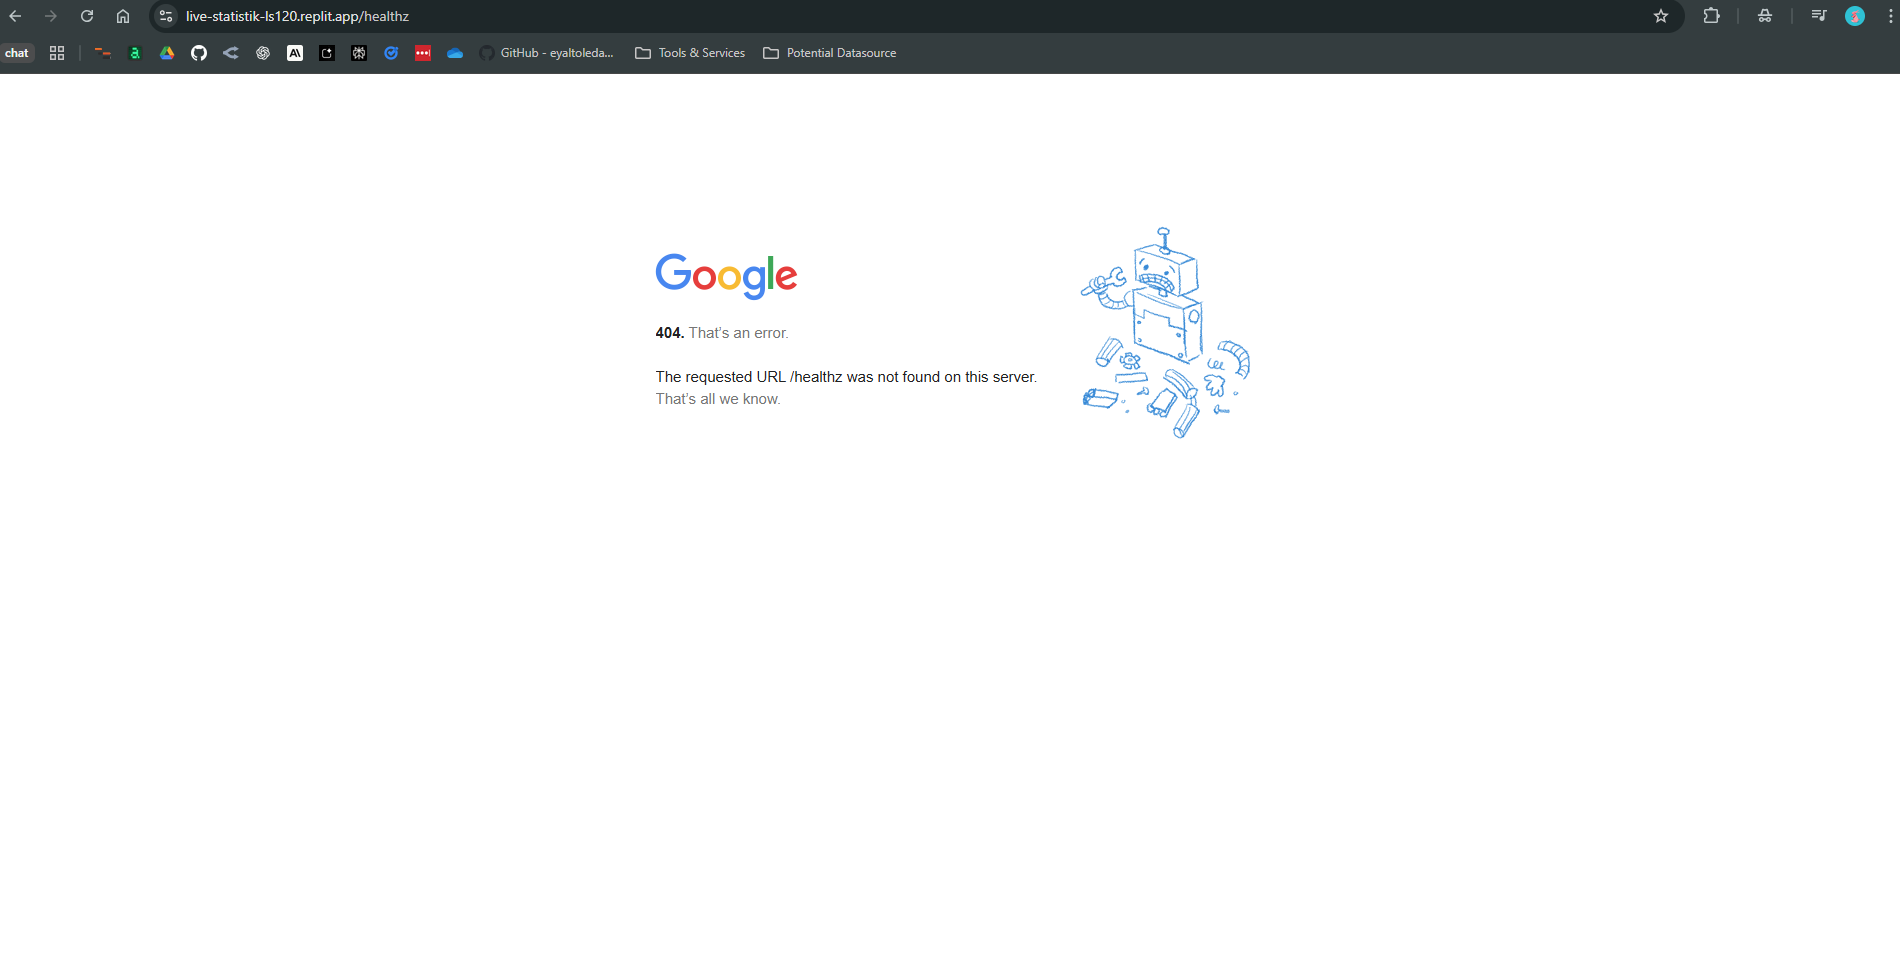 live-statistik-ls120.replit.app/healthz
chat
GitHub - eyaltoleda...
Tools & Services
Potential Datasource
Google
404. That's an error.
The requested URL /healthz was not found on this server.
That's all we know.